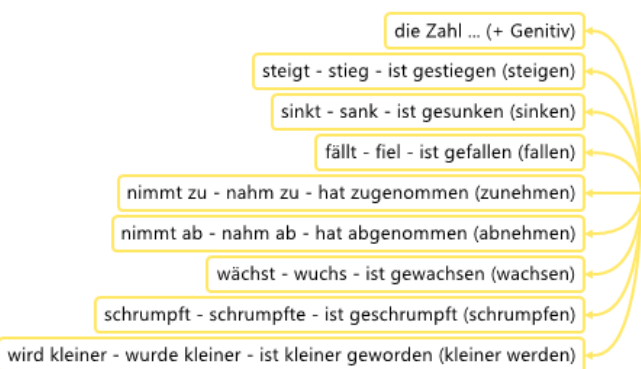 die Zahl ... (+ Genitiv)
steigt - stieg - ist gestiegen (steigen)
sinkt - sank - ist gesunken (sinken)
fällt - fiel - ist gefallen (fallen)
nimmt zu - nahm zu - hat zugenommen (zunehmen)
nimmt ab - nahm ab - hat abgenommen (abnehmen)
wächst - wuchs - ist gewachsen (wachsen)
schrumpft - schrumpfte - ist geschrumpft (schrumpfen)
wird kleiner - wurde kleiner - ist kleiner geworden (kleiner werden)